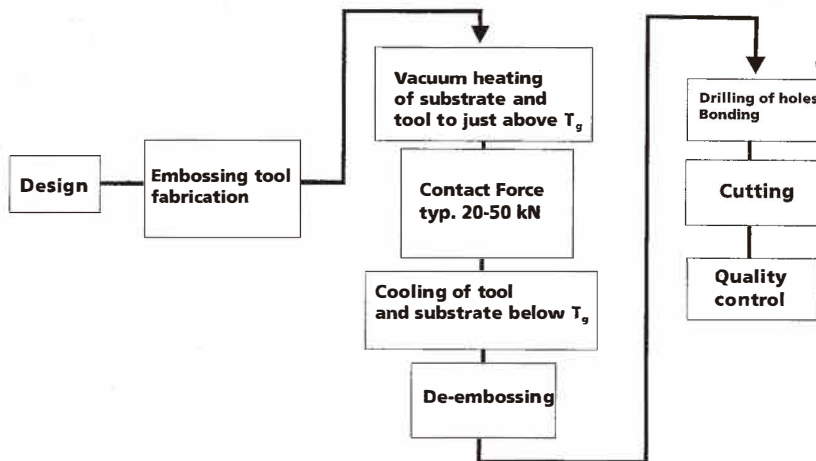 Design
Embossing tool
fabrication
Vacuum heating
of substrate and
tool to just above Tg
Contact Force
typ. 20-50 kN
Cooling of tool
and substrate below Tg
De-embossing
Drilling of holes
Bonding
Cutting
Quality
control